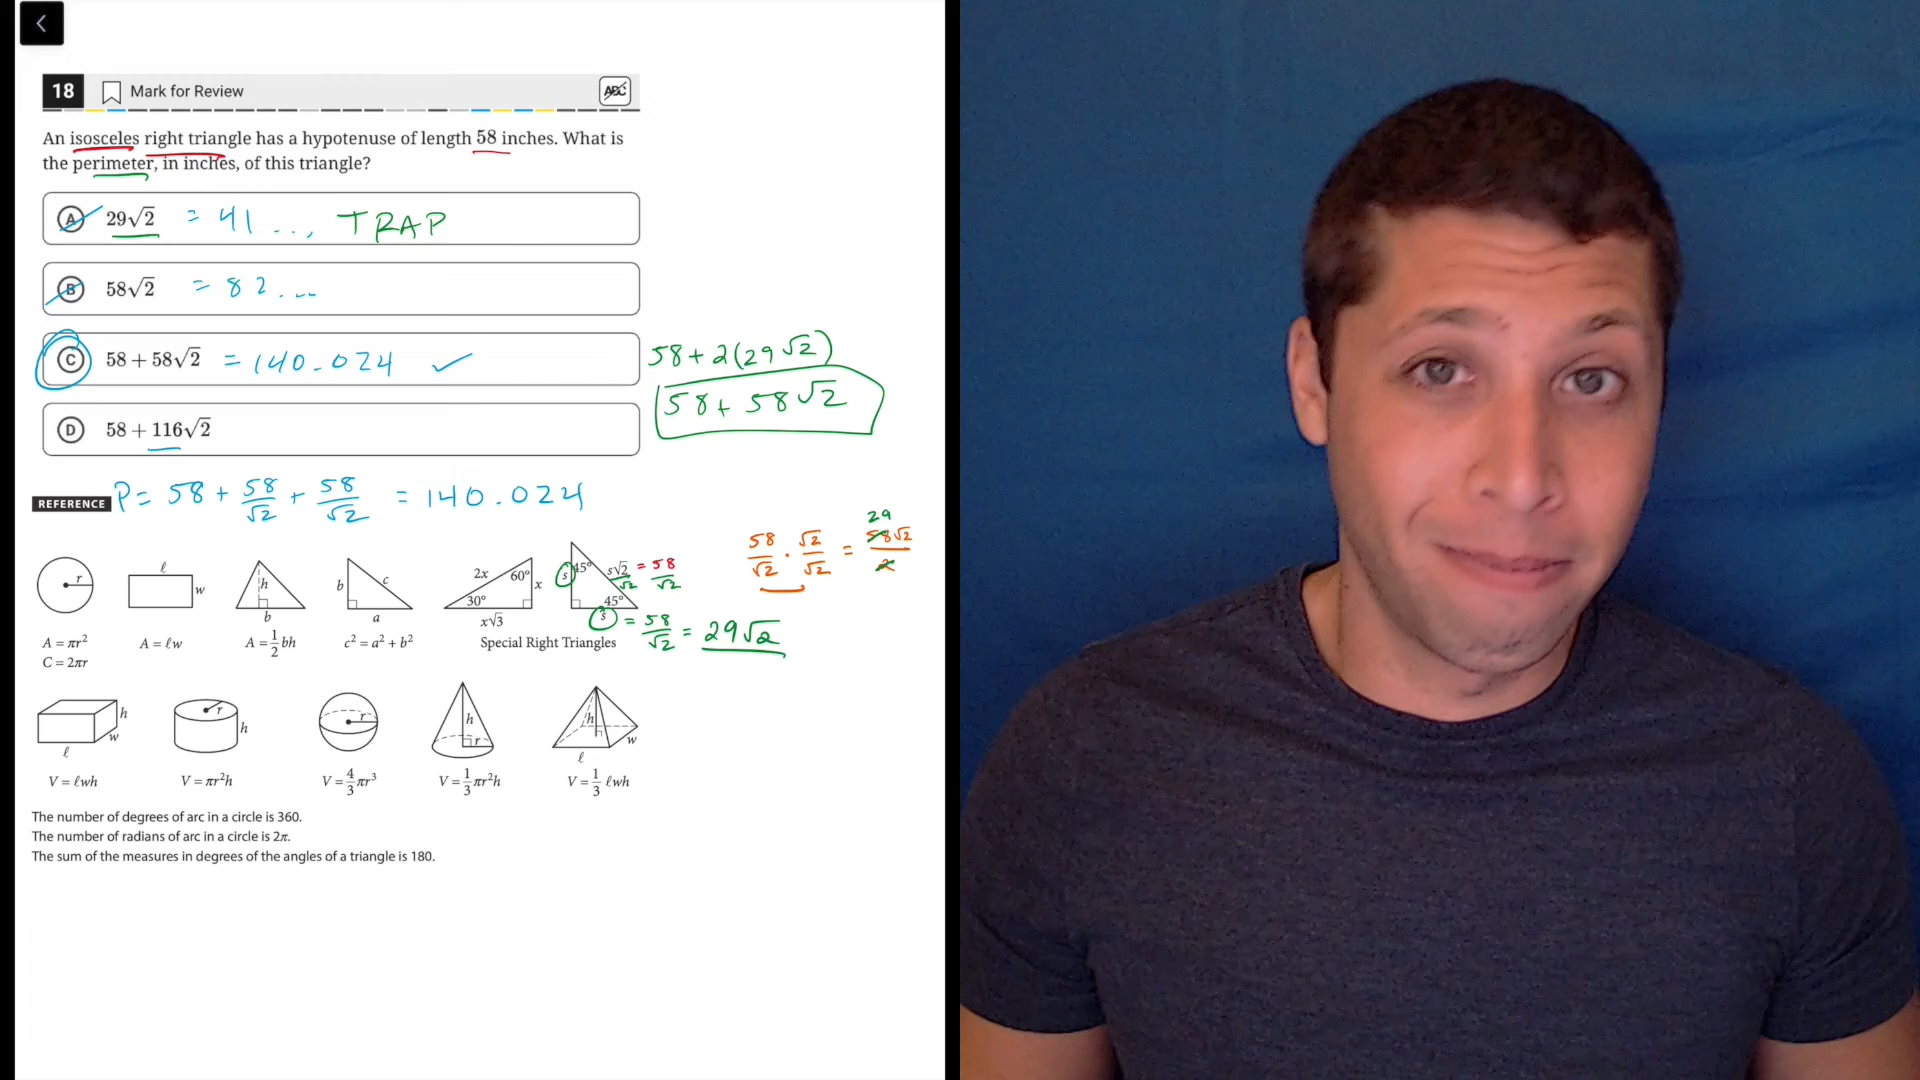 18 Mark for Review ABC
An isosceles right triangle has a hypotenuse of length 58 inches. What is
the perimeter, in inches, of this triangle?
A 29√2 = 41 ... TRAP
B 58√2 = 82. ...
C 58 + 58√2 = 140.024 ✓
58 + 2(29√2)
58 + 58√2
D 58 + 116√2
REFERENCE P = 58 + 58/√2 + 58/√2 = 140.024
58/√2 · √2/√2 = 58√2/2
29
r
ℓ
w
h
b
b
c
a
2x
60°
x
30°
x√3
s
45°
s√2/√2 = 58/√2
45°
s = 58/√2 = 29√2
A = πr²
C = 2πr
A = ℓw
A = 1/2 bh
c² = a² + b²
Special Right Triangles
h
w
ℓ
r
h
r
h
r
h
w
ℓ
V = ℓwh
V = πr²h
V = 4/3 πr³
V = 1/3 πr²h
V = 1/3 ℓwh
The number of degrees of arc in a circle is 360.
The number of radians of arc in a circle is 2π.
The sum of the measures in degrees of the angles of a triangle is 180.